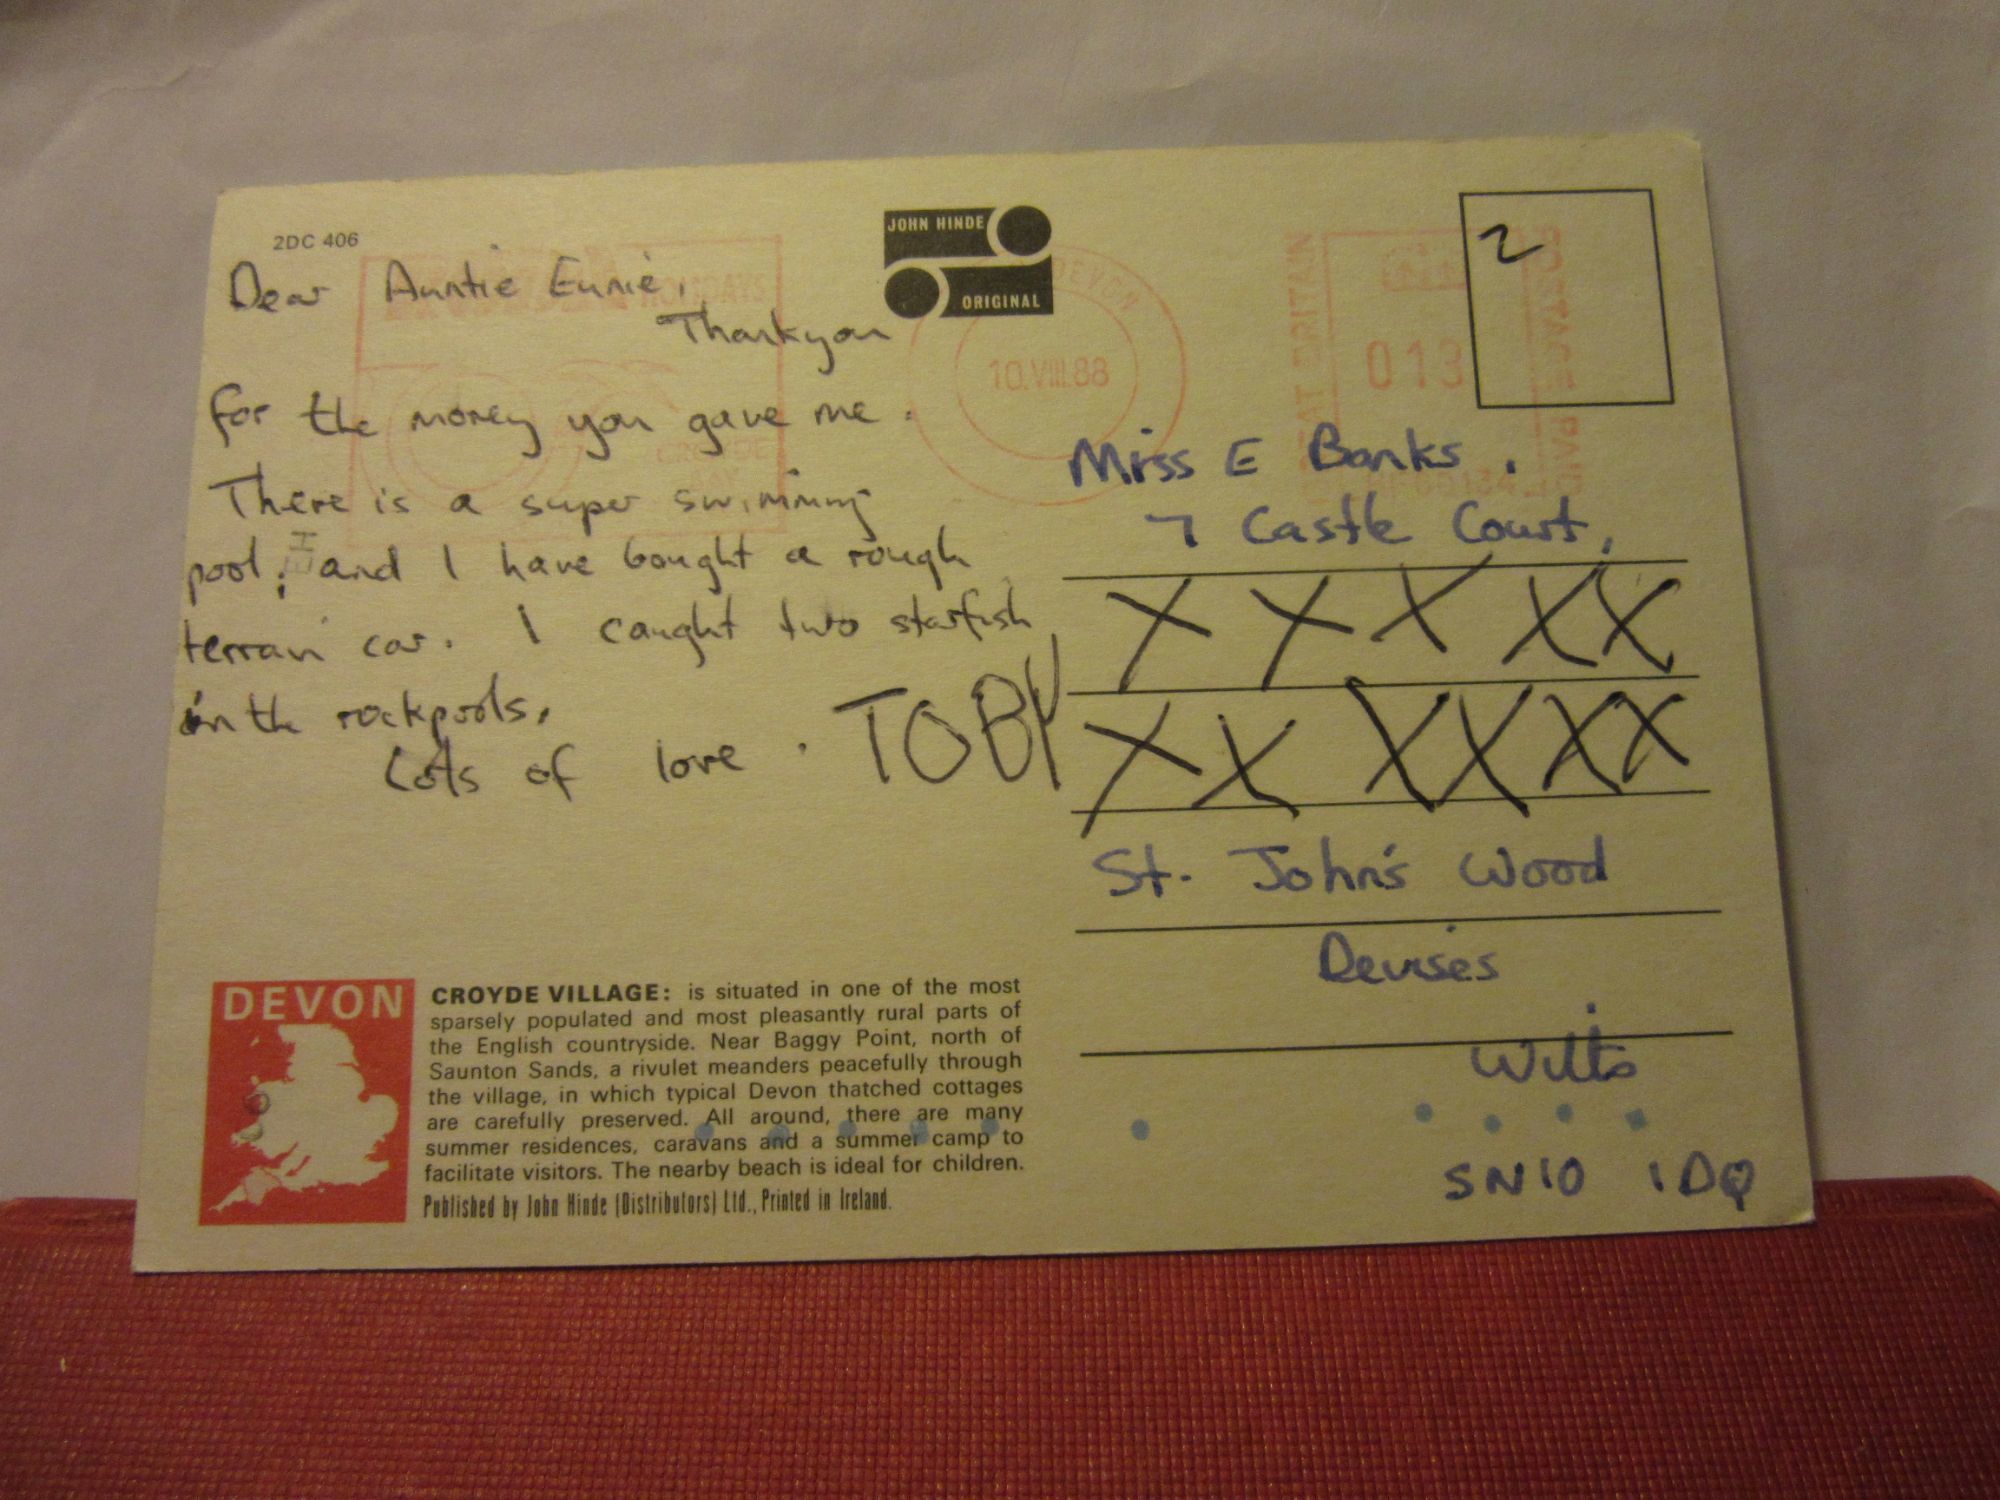 2DC 406
Dear Auntie Eunie,
Thankyou
for the money you gave me.
There is a super swimming
pool, and I have bought a rough
terrain car. I caught two starfish
in the rockpools.
Lots of love. TOBY
JOHN HINDE
ORIGINAL
DEVON
10.VIII.88
GREAT BRITAIN
013
POSTAGE PAID
2
Miss E Banks.
7 Castle Court,
X X X X X
X X X X X X
St. John's Wood
Devises
Wilts
SN10 1DQ
DEVON
CROYDE VILLAGE: is situated in one of the most
sparsely populated and most pleasantly rural parts of
the English countryside. Near Baggy Point, north of
Saunton Sands, a rivulet meanders peacefully through
the village, in which typical Devon thatched cottages
are carefully preserved. All around, there are many
summer residences, caravans and a summer camp to
facilitate visitors. The nearby beach is ideal for children.
Published by John Hinde (Distributors) Ltd., Printed in Ireland.